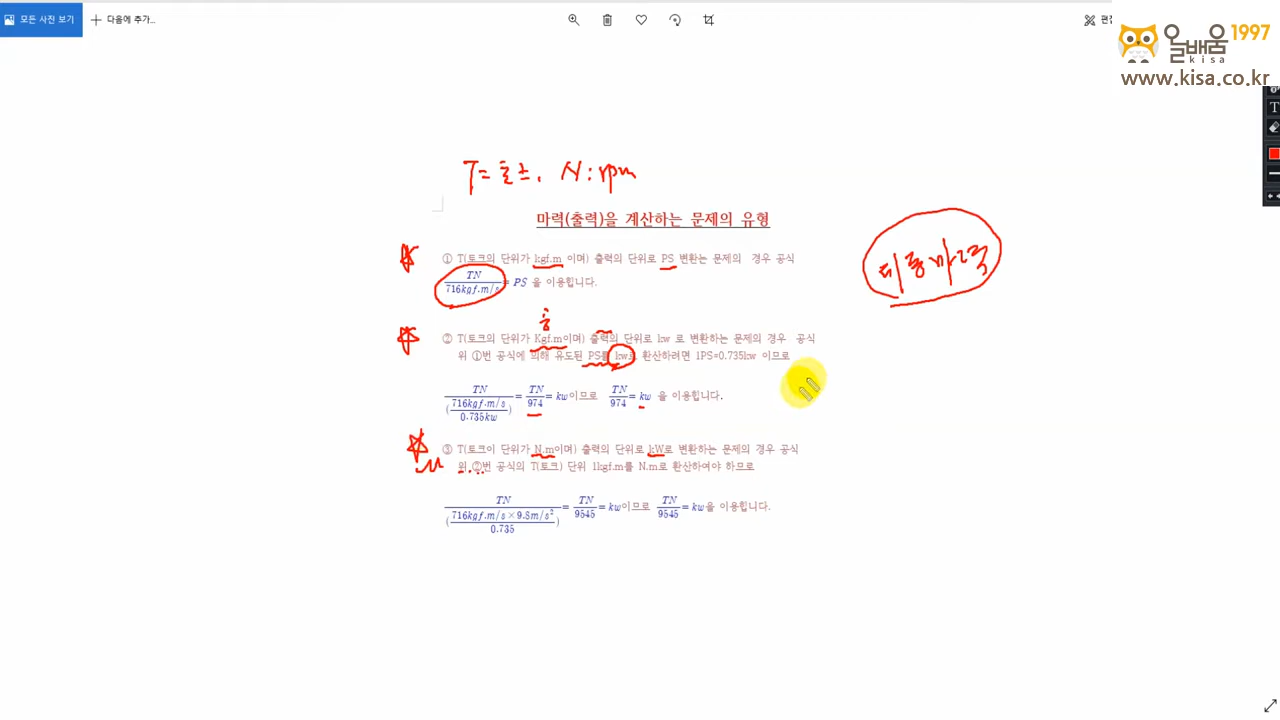 모든 사진 보기 다음에 추가... 편
올배움 1997
kisa
www.kisa.co.kr
T= 토크. N: rpm
마력(출력)을 계산하는 문제의 유형
① T(토크의 단위가 kgf.m 이며) 출력의 단위로 PS 변환는 문제의 경우 공식
TN/716kgf.m/s = PS 을 이용합니다.
② T(토크의 단위가 Kgf.m이며) 출력의 단위로 kw 로 변환하는 문제의 경우 공식
위 ①번 공식에 의해 유도된 PS를 kw로 환산하려면 1PS=0.735kw 이므로
TN/(716kgf.m/s/0.735kw) = TN/974 = kw이므로 TN/974 = kw 을 이용합니다.
③ T(토크이 단위가 N.m이며) 출력의 단위로 kW로 변환하는 문제의 경우 공식
위 ②번 공식의 T(토크) 단위 1kgf.m를 N.m로 환산하여야 하므로
TN/(716kgf.m/s×9.8m/s²/0.735) = TN/9545 = kw이므로 TN/9545 = kw을 이용합니다.